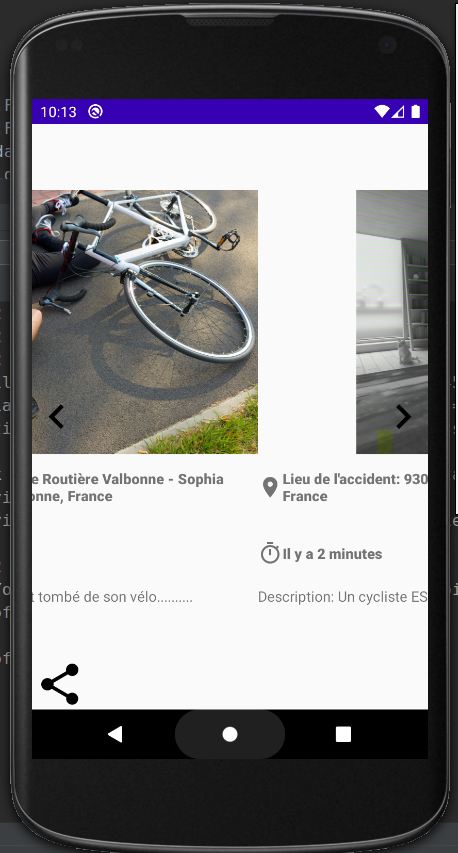 10:13
e Routière Valbonne - Sophia
onne, France
Lieu de l'accident: 930
France
Il y a 2 minutes
t tombé de son vélo..........
Description: Un cycliste ES